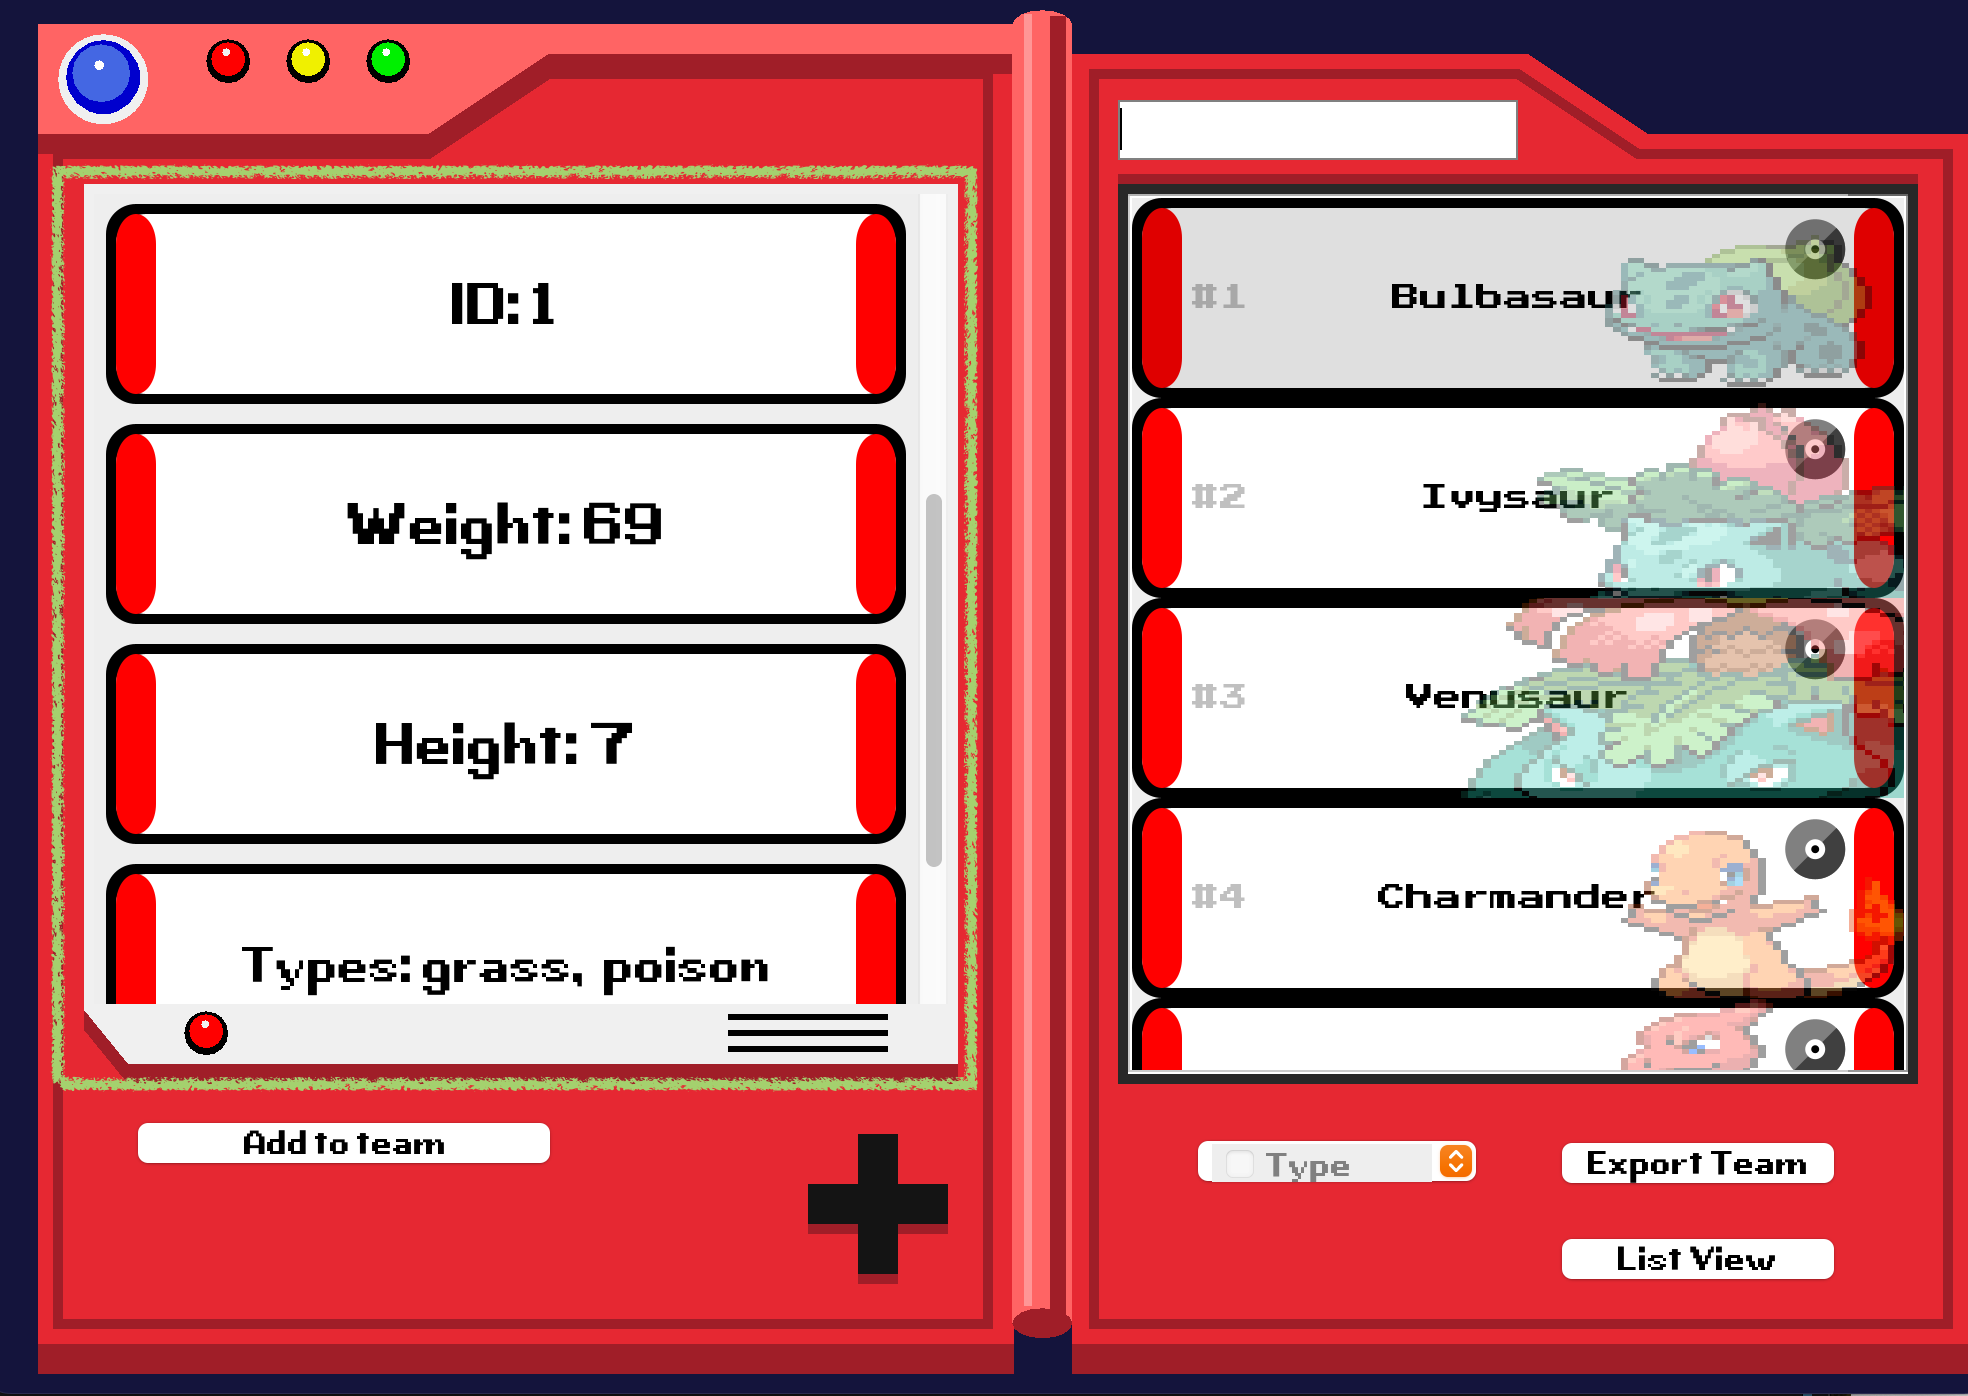 ID: 1
Weight: 69
Height: 7
Types: grass, poison
Add to team
#1 Bulbasaur
#2 Ivysaur
#3 Venusaur
#4 Charmander
Type
Export Team
List View